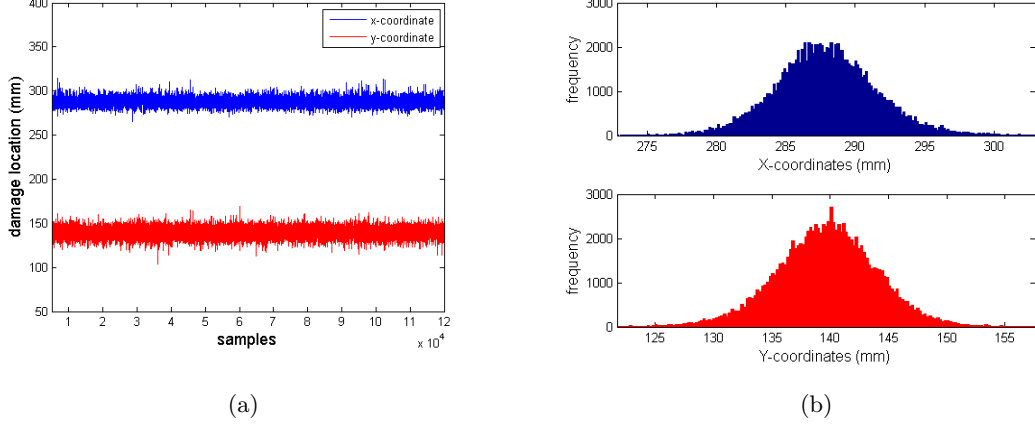 400
350
300
250
200
150
100
50
damage location (mm)
x-coordinate
y-coordinate
1 2 3 4 5 6 7 8 9 10 11 12
samples
x 10^4
(a)
3000
2000
1000
0
frequency
275 280 285 290 295 300
X-coordinates (mm)
3000
2000
1000
0
frequency
125 130 135 140 145 150 155
Y-coordinates (mm)
(b)